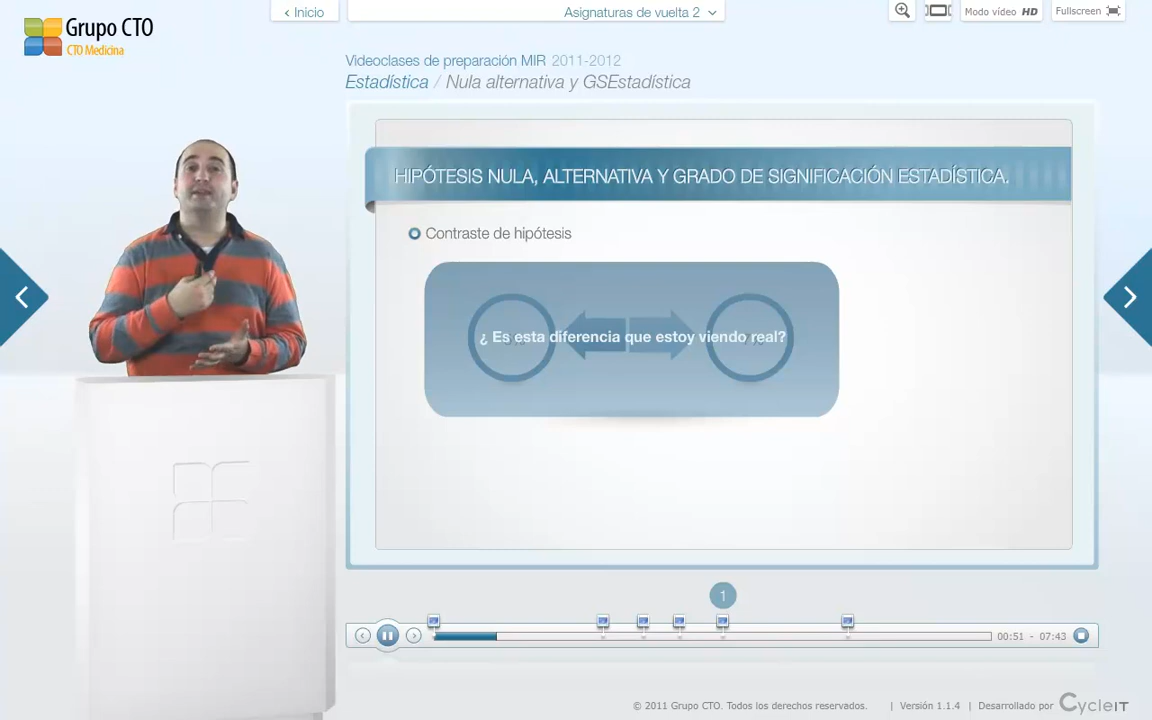 Grupo CTO
CTO Medicina
‹ Inicio
Asignaturas de vuelta 2
Modo vídeo HD
Fullscreen
Videoclases de preparación MIR 2011-2012
Estadística / Nula alternativa y GSEstadística
HIPÓTESIS NULA, ALTERNATIVA Y GRADO DE SIGNIFICACIÓN ESTADÍSTICA.
Contraste de hipótesis
¿ Es esta diferencia que estoy viendo real?
1
00:51 - 07:43
© 2011 Grupo CTO. Todos los derechos reservados. | Versión 1.1.4 | Desarrollado por CycleIT